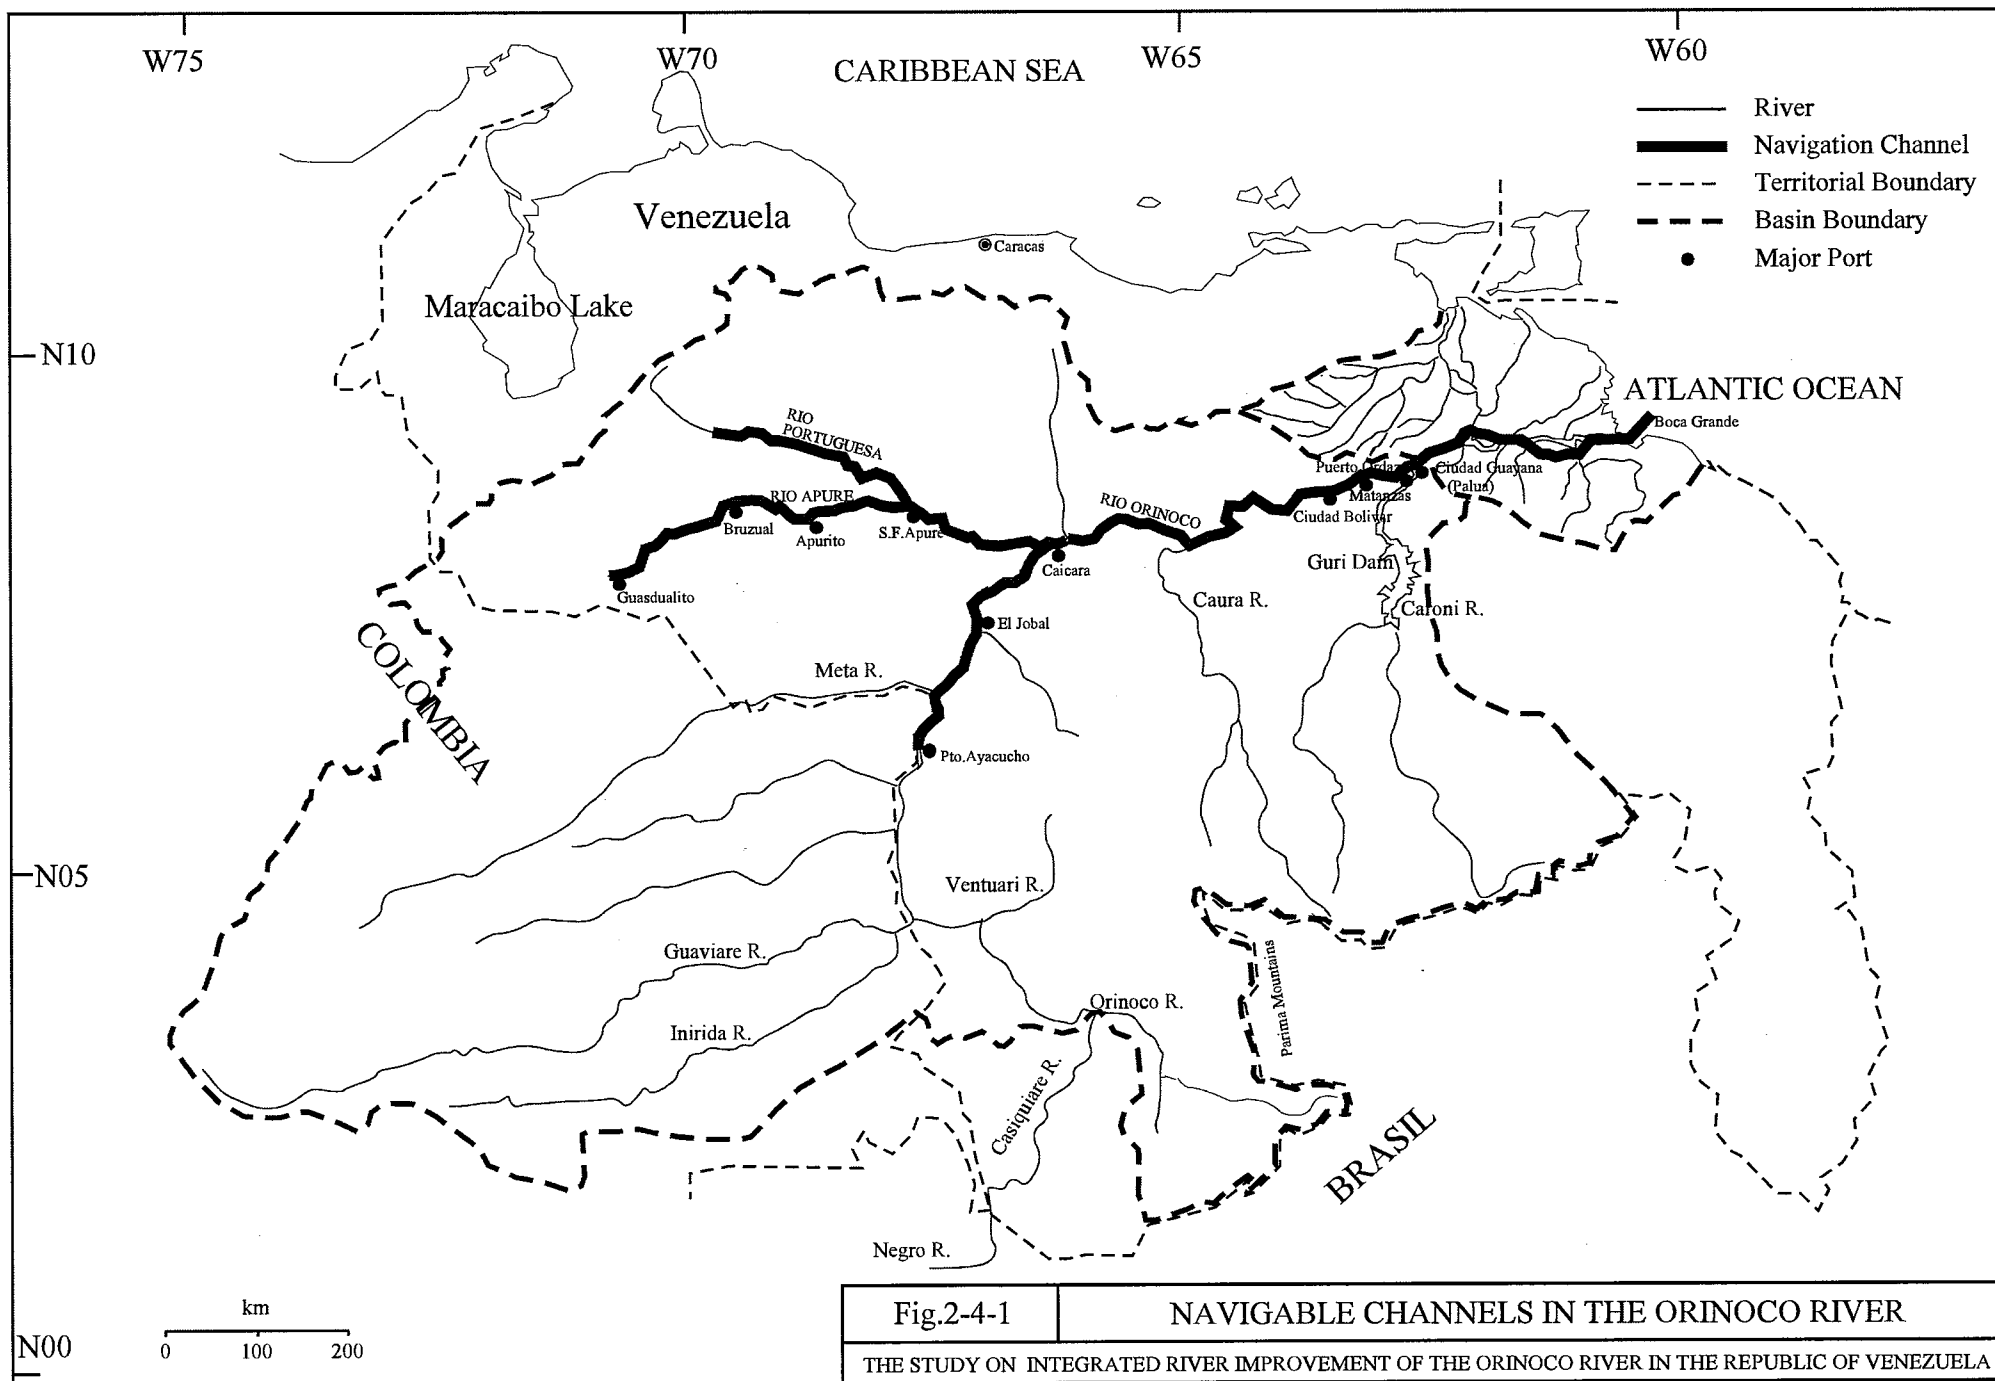 W75
W70
W65
W60
CARIBBEAN SEA
River
Navigation Channel
Territorial Boundary
Basin Boundary
Major Port
Venezuela
Caracas
Maracaibo Lake
N10
ATLANTIC OCEAN
Boca Grande
RIO
PORTUGUESA
Puerto Ordaz
Ciudad Guayana
(Palua)
Matanzas
Ciudad Bolivar
RIO ORINOCO
RIO APURE
Bruzual
Apurito
S.F.Apure
Caicara
Guri Dam
Guasdualito
Caura R.
Caroni R.
El Jobal
COLOMBIA
Meta R.
Pto.Ayacucho
N05
Ventuari R.
Guaviare R.
Parima Mountains
Orinoco R.
Inirida R.
Casiquiare R.
BRASIL
Negro R.
km
0 100 200
N00
Fig.2-4-1
NAVIGABLE CHANNELS IN THE ORINOCO RIVER
THE STUDY ON INTEGRATED RIVER IMPROVEMENT OF THE ORINOCO RIVER IN THE REPUBLIC OF VENEZUELA